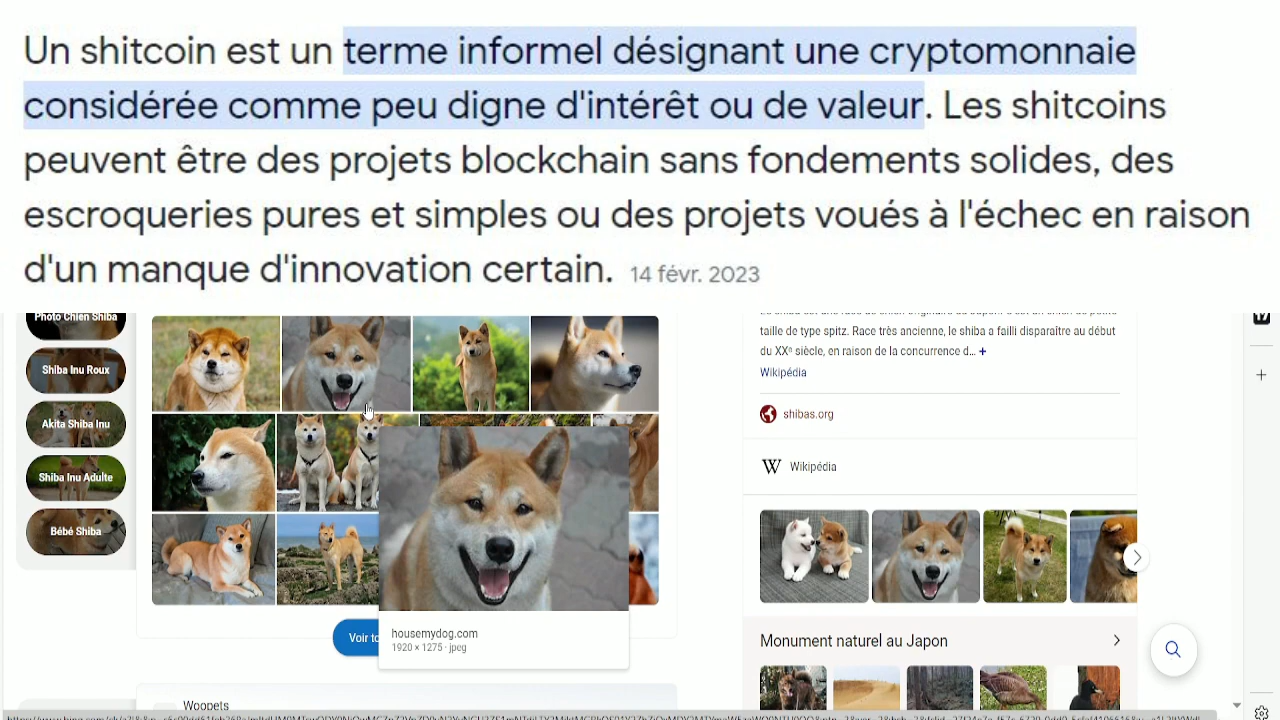 Un shitcoin est un terme informel désignant une cryptomonnaie
considérée comme peu digne d'intérêt ou de valeur. Les shitcoins
peuvent être des projets blockchain sans fondements solides, des
escroqueries pures et simples ou des projets voués à l'échec en raison
d'un manque d'innovation certain. 14 févr. 2023
Photo Chien Shiba
Shiba Inu Roux
Akita Shiba Inu
Shiba Inu Adulte
Bébé Shiba
Voir to
housemydog.com
1920 × 1275 · jpeg
Woopets
taille de type spitz. Race très ancienne, le shiba a failli disparaître au début
du XXᵉ siècle, en raison de la concurrence d… +
Wikipédia
shibas.org
W Wikipédia
Monument naturel au Japon